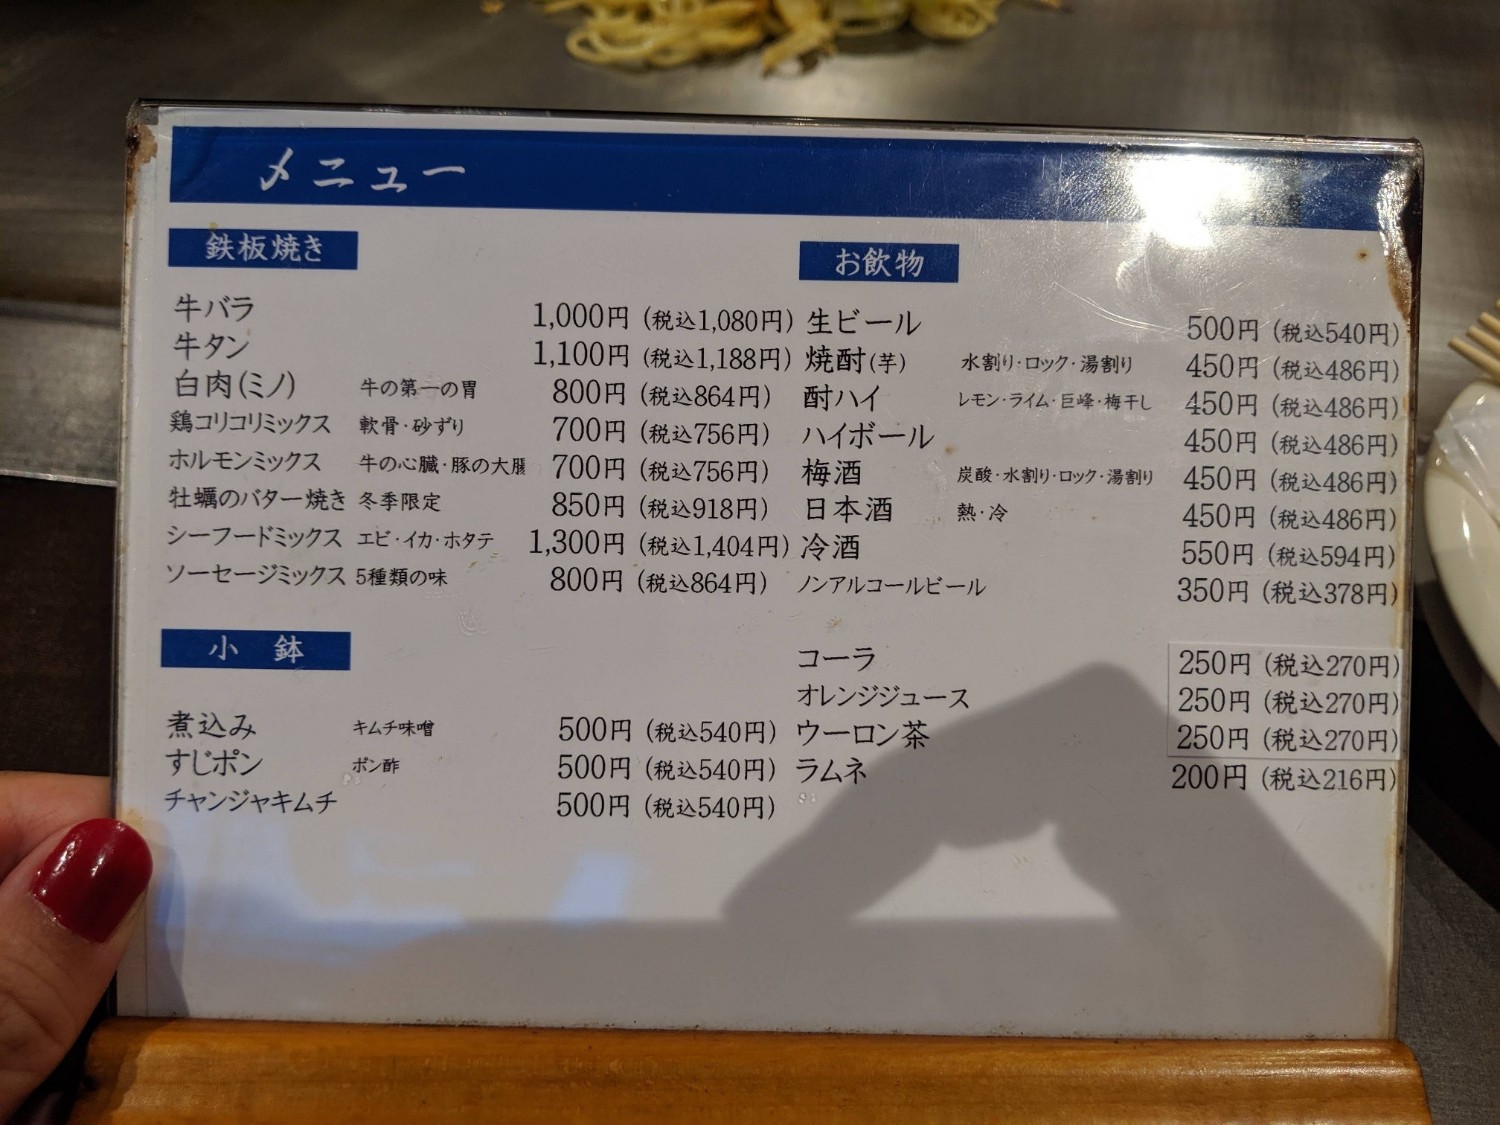 メニュー
鉄板焼き
牛バラ 1,000円 (税込1,080円)
牛タン 1,100円 (税込1,188円)
白肉(ミノ) 牛の第一の胃 800円 (税込864円)
鶏コリコリミックス 軟骨・砂ずり 700円 (税込756円)
ホルモンミックス 牛の心臓・豚の大腸 700円 (税込756円)
牡蠣のバター焼き 冬季限定 850円 (税込918円)
シーフードミックス エビ・イカ・ホタテ 1,300円 (税込1,404円)
ソーセージミックス 5種類の味 800円 (税込864円)
小 鉢
煮込み キムチ味噌 500円 (税込540円)
すじポン ポン酢 500円 (税込540円)
チャンジャキムチ 500円 (税込540円)
お飲物
生ビール 500円 (税込540円)
焼酎(芋) 水割り・ロック・湯割り 450円 (税込486円)
酎ハイ レモン・ライム・巨峰・梅干し 450円 (税込486円)
ハイボール 450円 (税込486円)
梅酒 炭酸・水割り・ロック・湯割り 450円 (税込486円)
日本酒 熱・冷 450円 (税込486円)
冷酒 550円 (税込594円)
ノンアルコールビール 350円 (税込378円)
コーラ 250円 (税込270円)
オレンジジュース 250円 (税込270円)
ウーロン茶 250円 (税込270円)
ラムネ 200円 (税込216円)